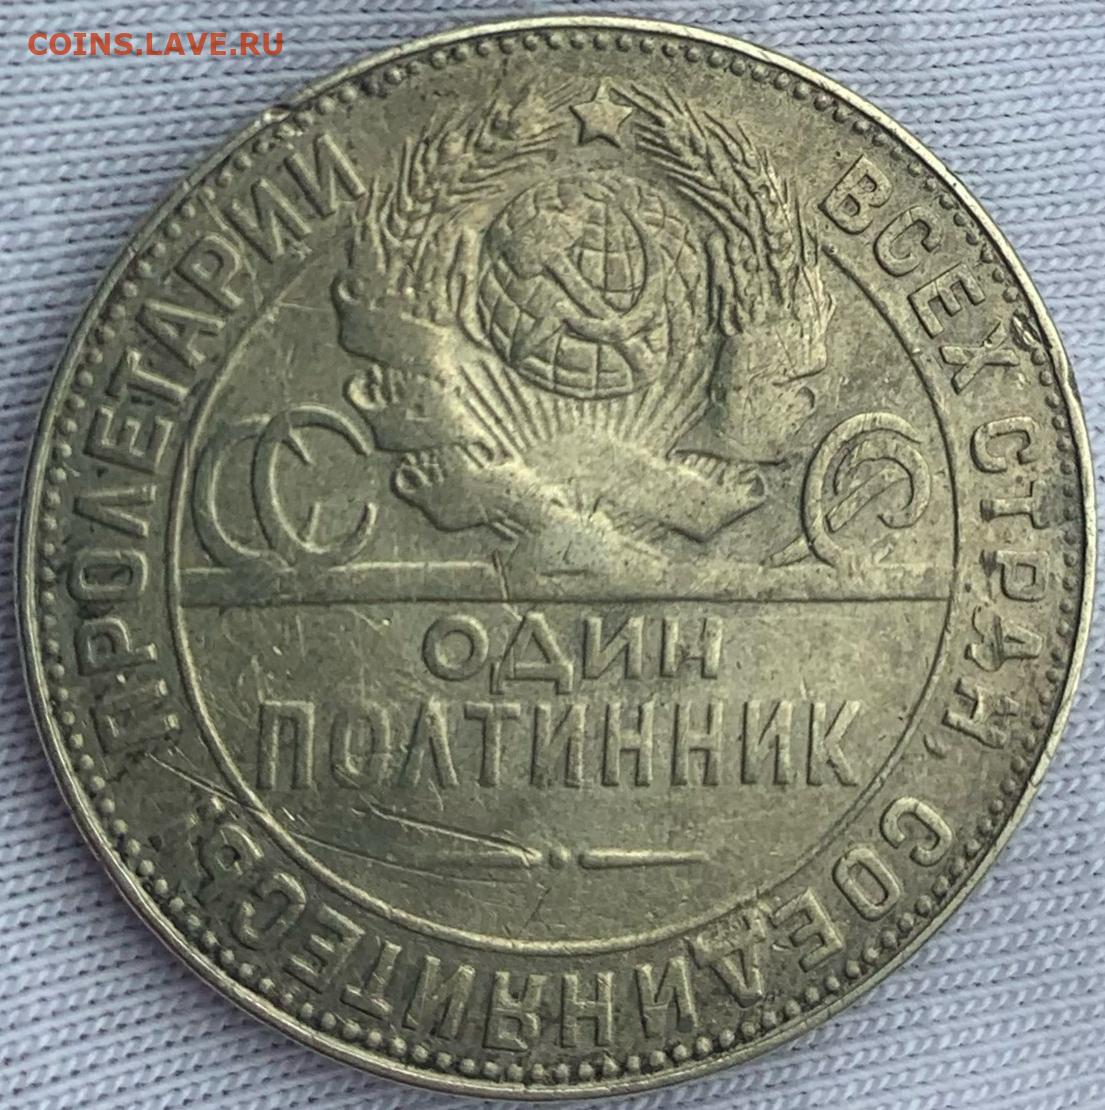 COINS.LAVE.RU
ПРОЛЕТАРИИ ВСЕХ СТРАН, СОЕДИНЯЙТЕСЬ!
СССР
ОДИН
ПОЛТИННИК